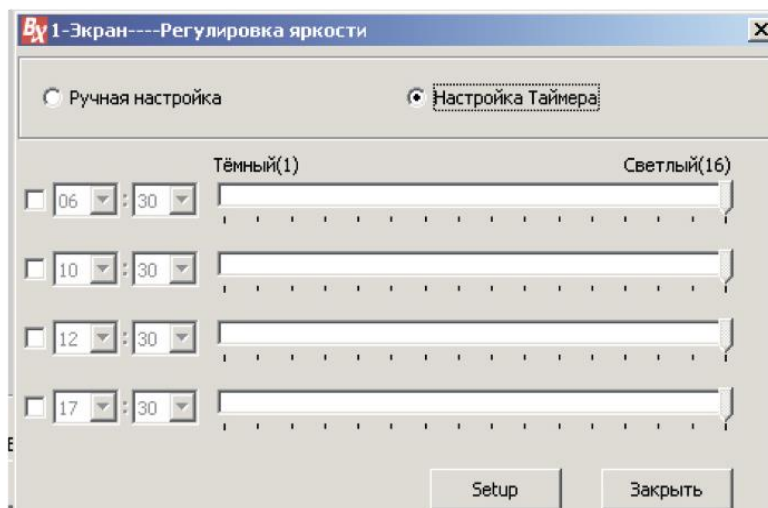 BX 1-Экран----Регулировка яркости
Ручная настройка Настройка Таймера
Тёмный(1) Светлый(16)
06 : 30
10 : 30
12 : 30
17 : 30
Setup Закрыть